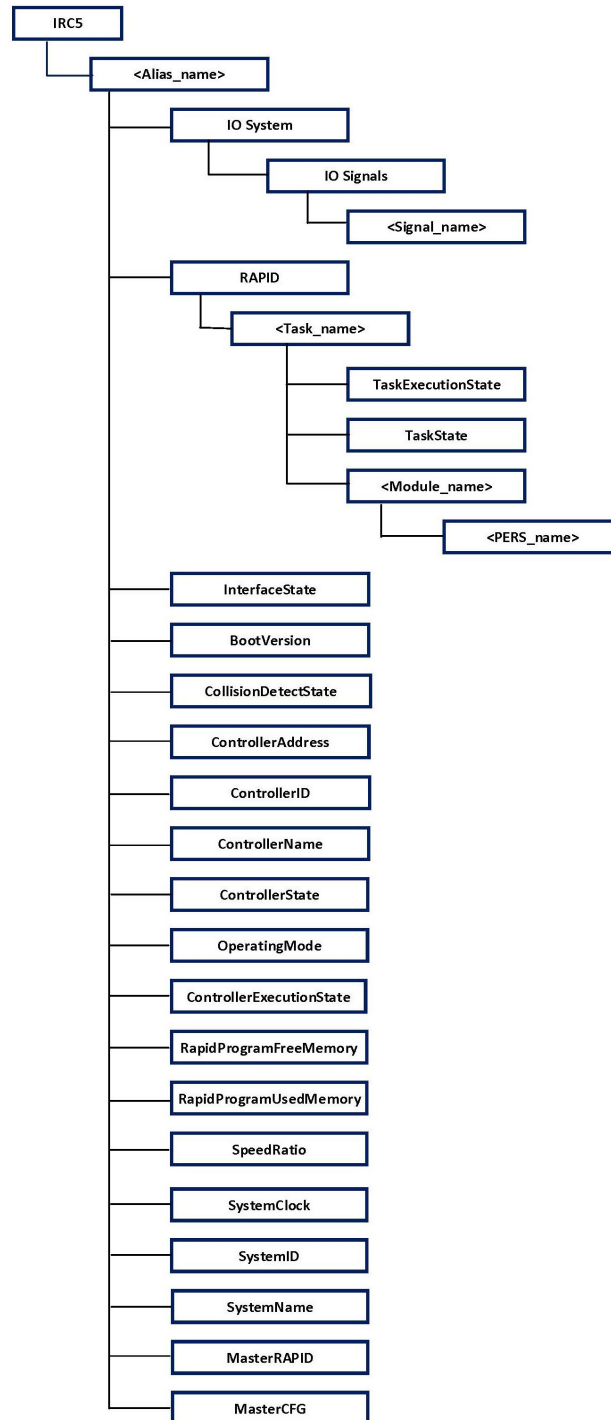 IRC5
<Alias_name>
IO System
IO Signals
<Signal_name>
RAPID
<Task_name>
TaskExecutionState
TaskState
<Module_name>
<PERS_name>
InterfaceState
BootVersion
CollisionDetectState
ControllerAddress
ControllerID
ControllerName
ControllerState
OperatingMode
ControllerExecutionState
RapidProgramFreeMemory
RapidProgramUsedMemory
SpeedRatio
SystemClock
SystemID
SystemName
MasterRAPID
MasterCFG